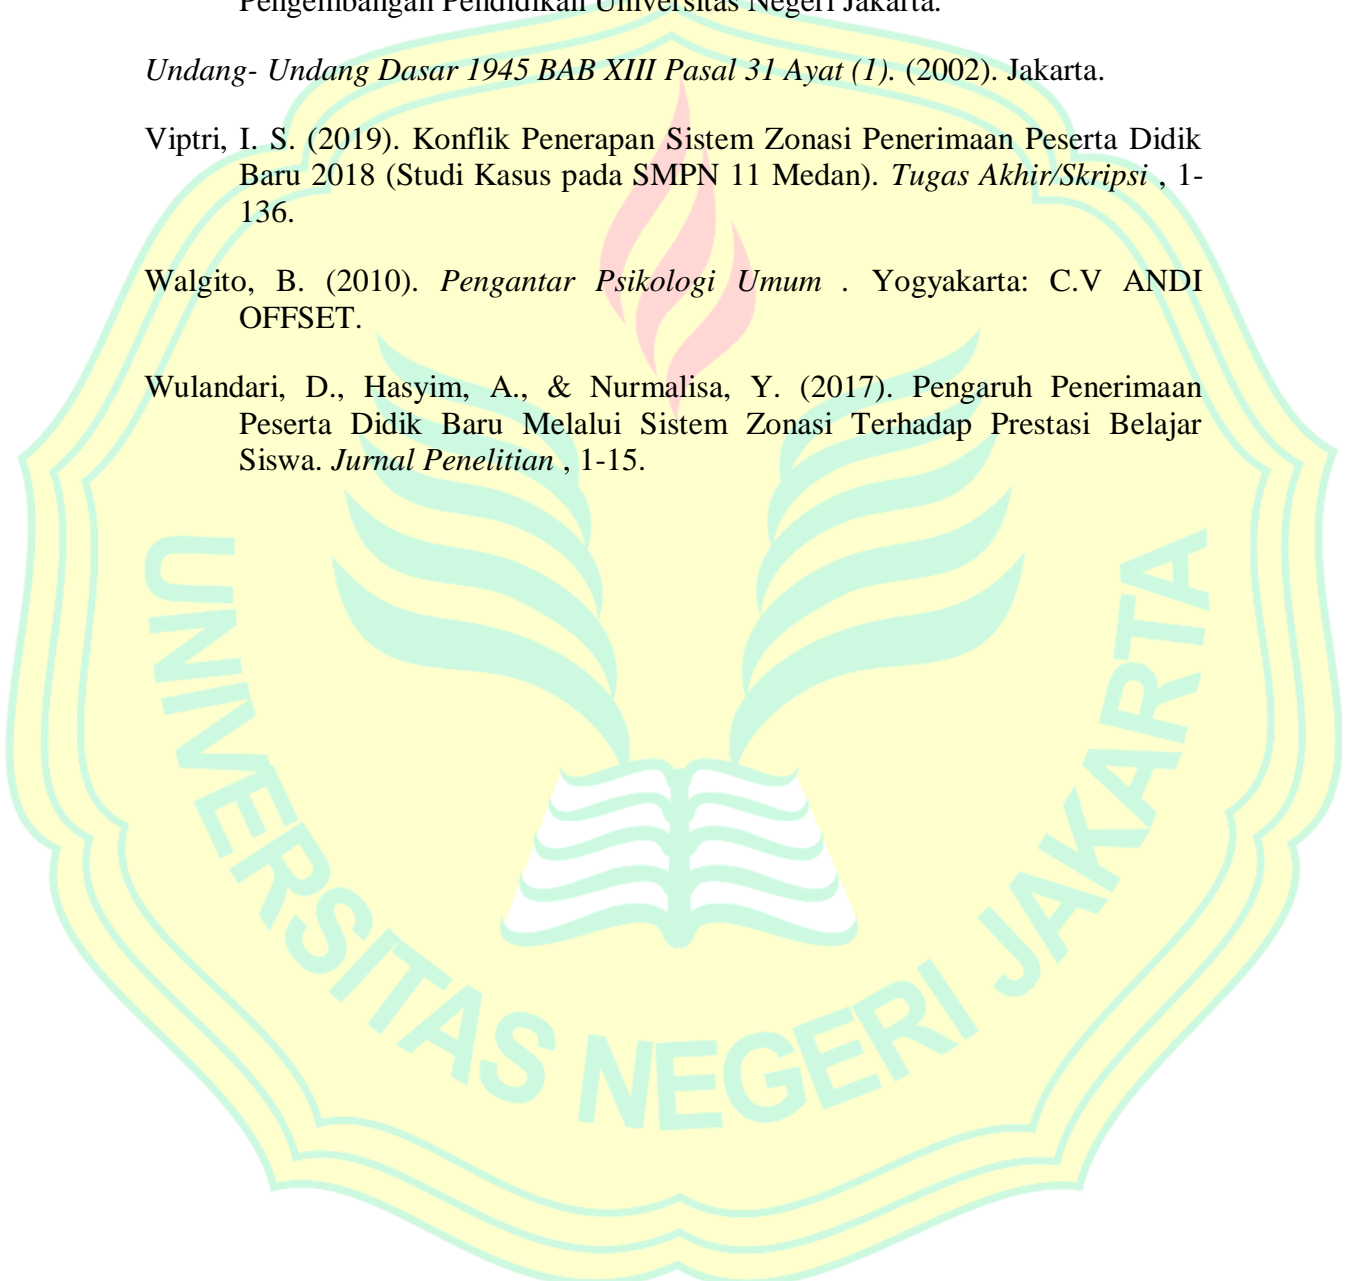 Pengembangan Pendidikan Universitas Negeri Jakarta.
Undang- Undang Dasar 1945 BAB XIII Pasal 31 Ayat (1). (2002). Jakarta.
Viptri, I. S. (2019). Konflik Penerapan Sistem Zonasi Penerimaan Peserta Didik
Baru 2018 (Studi Kasus pada SMPN 11 Medan). Tugas Akhir/Skripsi , 1-
136.
Walgito, B. (2010). Pengantar Psikologi Umum . Yogyakarta: C.V ANDI
OFFSET.
Wulandari, D., Hasyim, A., & Nurmalisa, Y. (2017). Pengaruh Penerimaan
Peserta Didik Baru Melalui Sistem Zonasi Terhadap Prestasi Belajar
Siswa. Jurnal Penelitian , 1-15.
UNIVERSITAS NEGERI JAKARTA